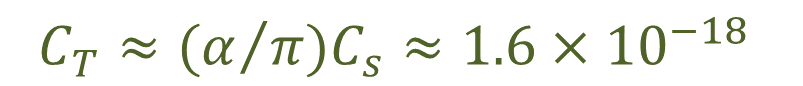 C_T ≈ (α/π)C_s ≈ 1.6 × 10^{−18}